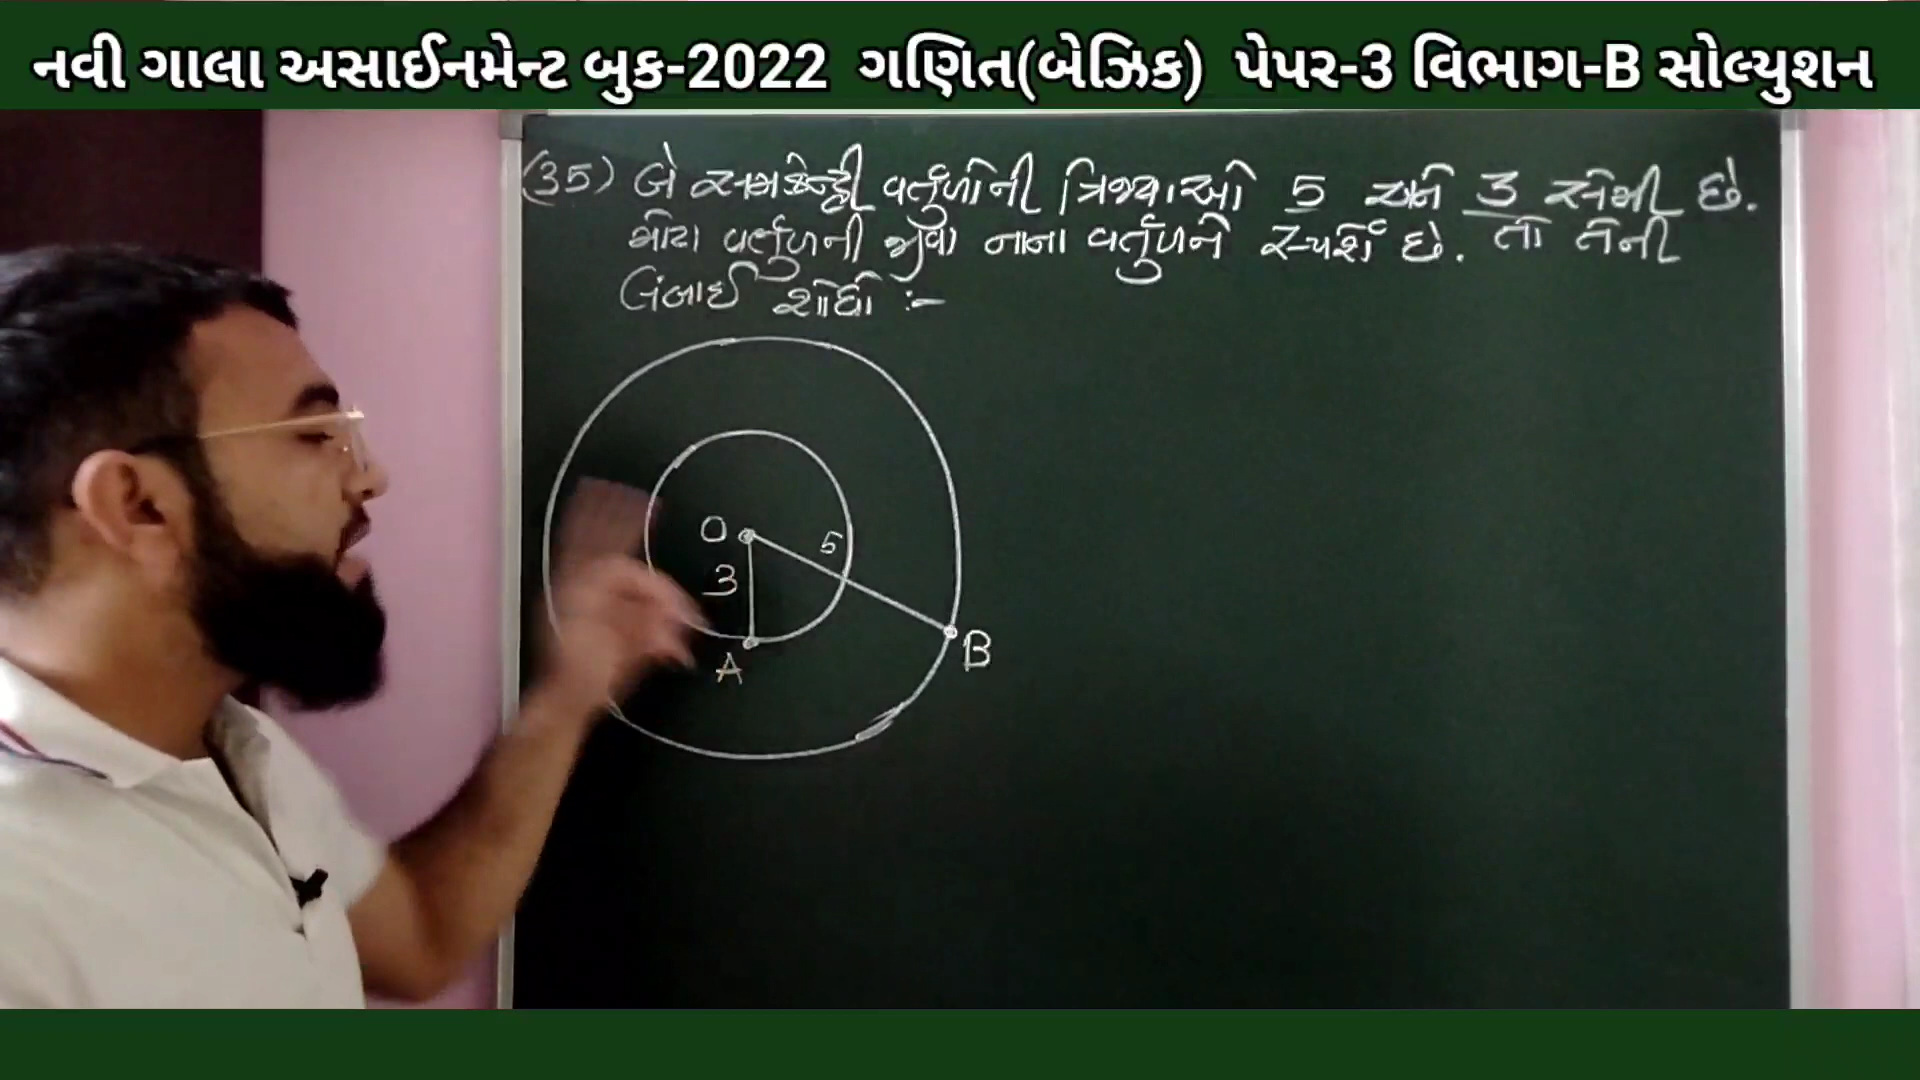 નવી ગાલા અસાઈનમેન્ટ બુક-2022 ગણિત(બેઝિક) પેપર-3 વિભાગ-B સોલ્યુશન
(35) બે સમકેન્દ્રી વર્તુળોની ત્રિજ્યાઓ 5 અને 3 સેમી છે.
મોટા વર્તુળની જીવા નાના વર્તુળને સ્પર્શે છે. તો તેની
લંબાઈ શોધો :-
O
5
3
A
B